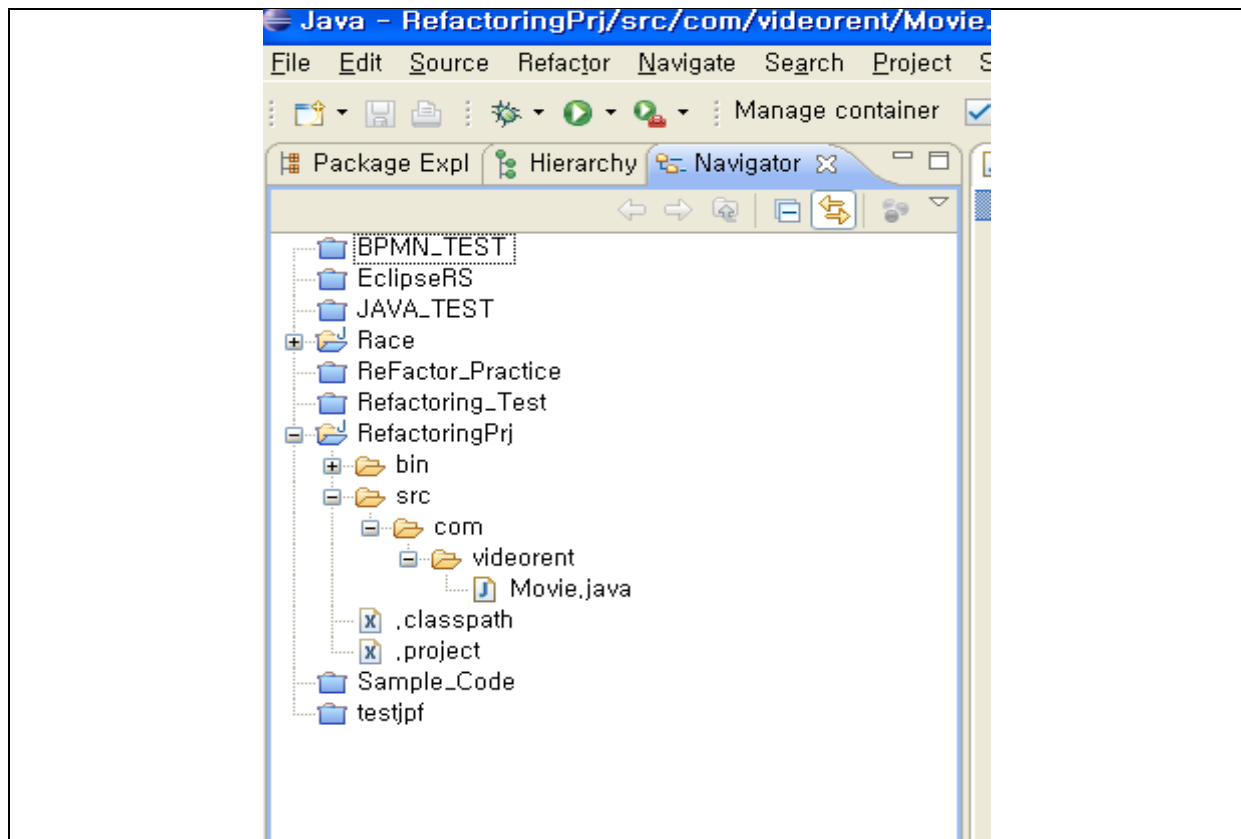 Java - RefactoringPrj/src/com/videorent/Movie.
File Edit Source Refactor Navigate Search Project S
Manage container
Package Expl Hierarchy Navigator
BPMN_TEST
EclipseRS
JAVA_TEST
Race
ReFactor_Practice
Refactoring_Test
RefactoringPrj
bin
src
com
videorent
Movie.java
.classpath
.project
Sample_Code
testjpf